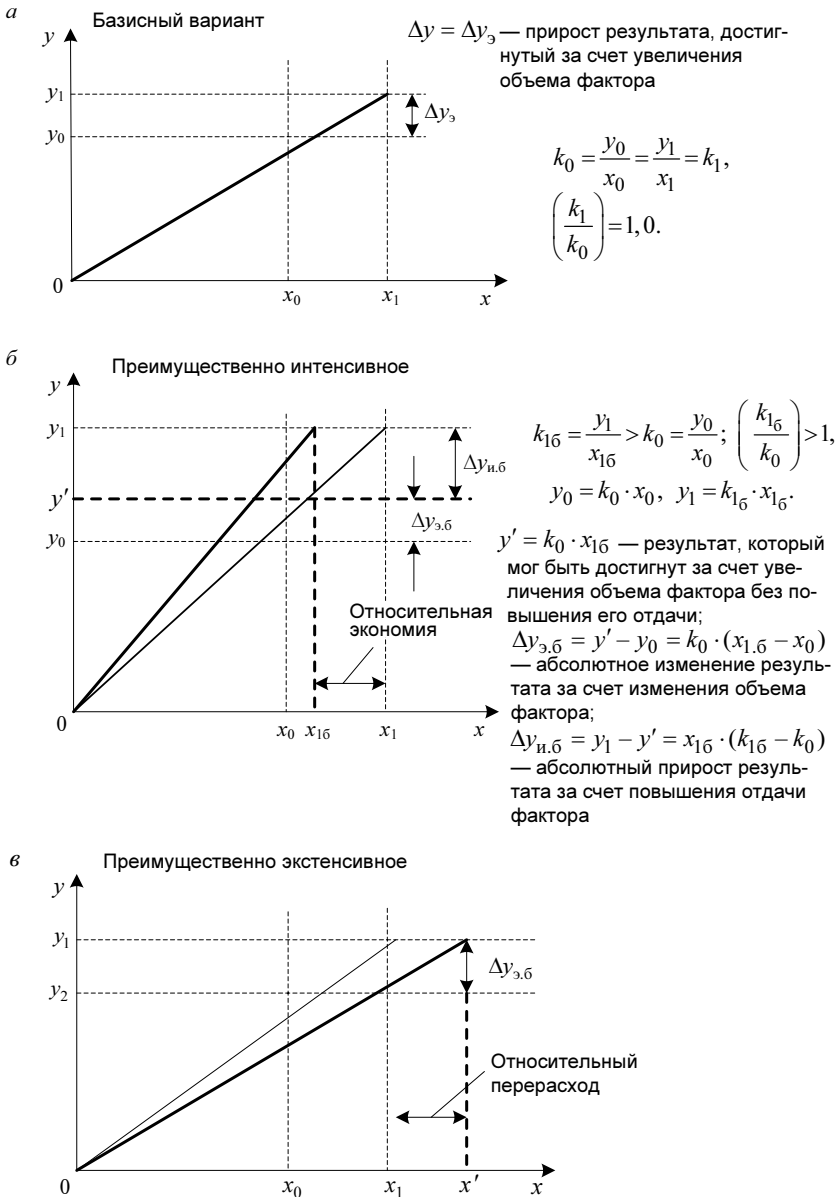 а
Базисный вариант
y
Δy = Δyэ — прирост результата, достиг-
нутый за счет увеличения
объема фактора
y₁
Δyэ
y₀
k₀ = y₀/x₀ = y₁/x₁ = k₁,
(k₁/k₀) = 1,0.
0
x₀
x₁
x
б
Преимущественно интенсивное
y
y₁
Δyи.б
k₁б = y₁/x₁б > k₀ = y₀/x₀; (k₁б/k₀) > 1,
y₀ = k₀ · x₀, y₁ = k₁б · x₁б.
y′
Δyэ.б
y₀
y′ = k₀ · x₁б — результат, который
мог быть достигнут за счет уве-
личения объема фактора без по-
вышения его отдачи;
Относительная
экономия
Δyэ.б = y′ − y₀ = k₀ · (x₁.б − x₀)
— абсолютное изменение резуль-
тата за счет изменения объема
фактора;
0
x₀ x₁б
x₁
x
Δyи.б = y₁ − y′ = x₁б · (k₁б − k₀)
— абсолютный прирост резуль-
тата за счет повышения отдачи
фактора
в
Преимущественно экстенсивное
y
y₁
Δyэ.б
y₂
Относительный
перерасход
0
x₀
x₁
x′
x